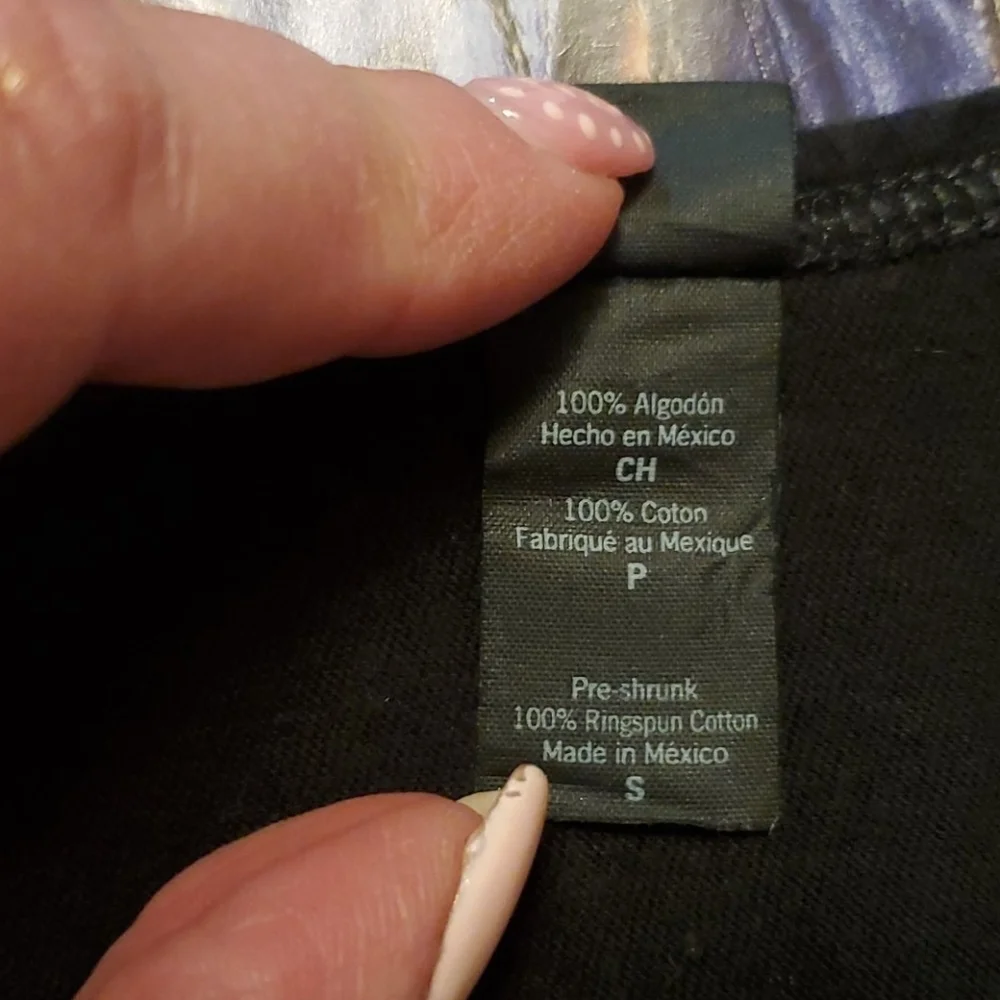 100% Algodón
Hecho en México
CH
100% Coton
Fabriqué au Mexique
P
Pre-shrunk
100% Ringspun Cotton
Made in México
S